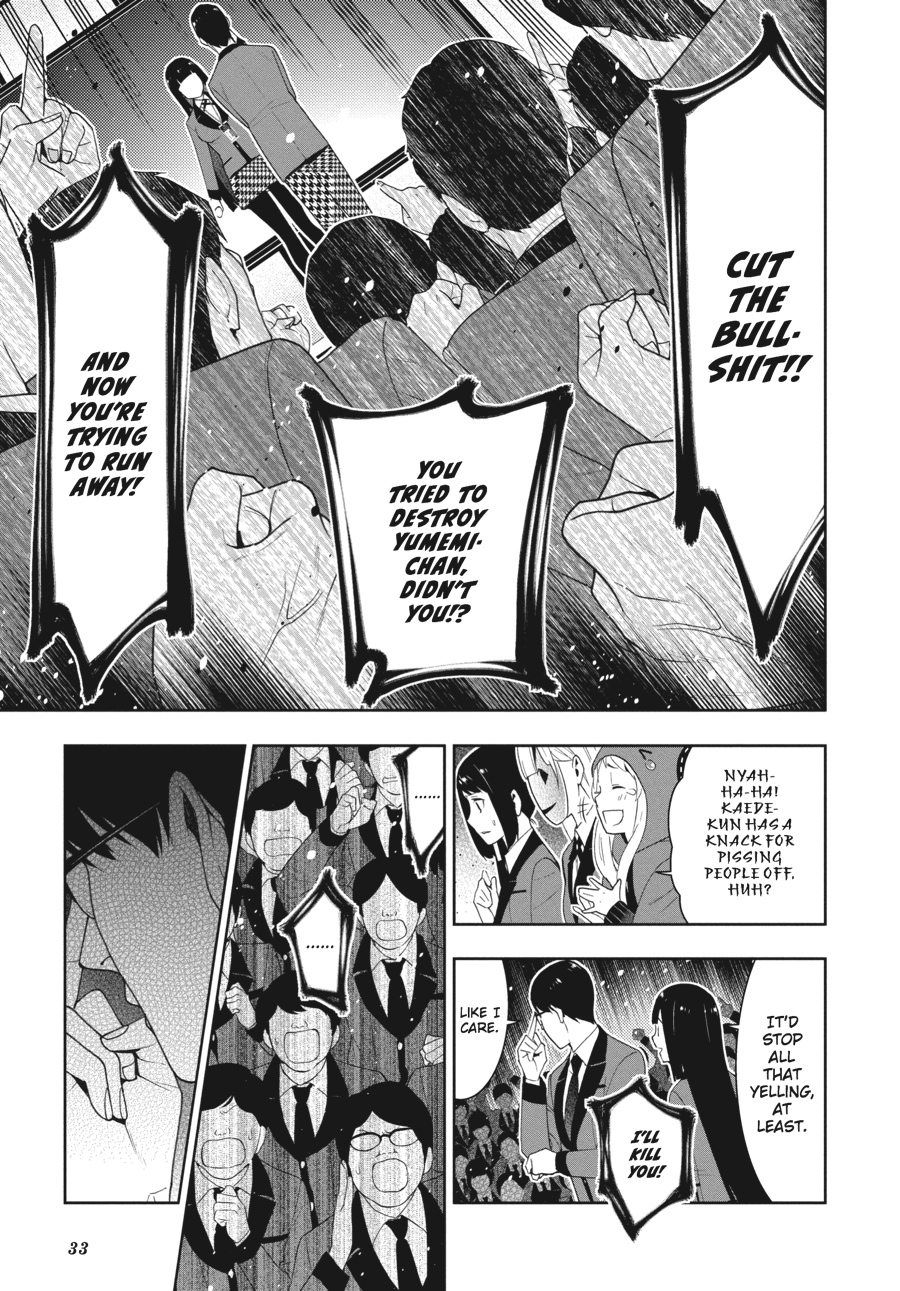 CUT
THE
BULL-
SHIT!!
YOU
TRIED TO
DESTROY
YUMEMI-
CHAN,
DIDN'T
YOU!?
AND
NOW
YOU'RE
TRYING
TO RUN
AWAY!
NYAH-
HA-HA!
KAEDE-
KUN HAS A
KNACK FOR
PISSING
PEOPLE OFF,
HUH?
IT'D
STOP
ALL
THAT
YELLING,
AT
LEAST.
LIKE I
CARE.
I'LL
KILL
YOU!
......
......
33